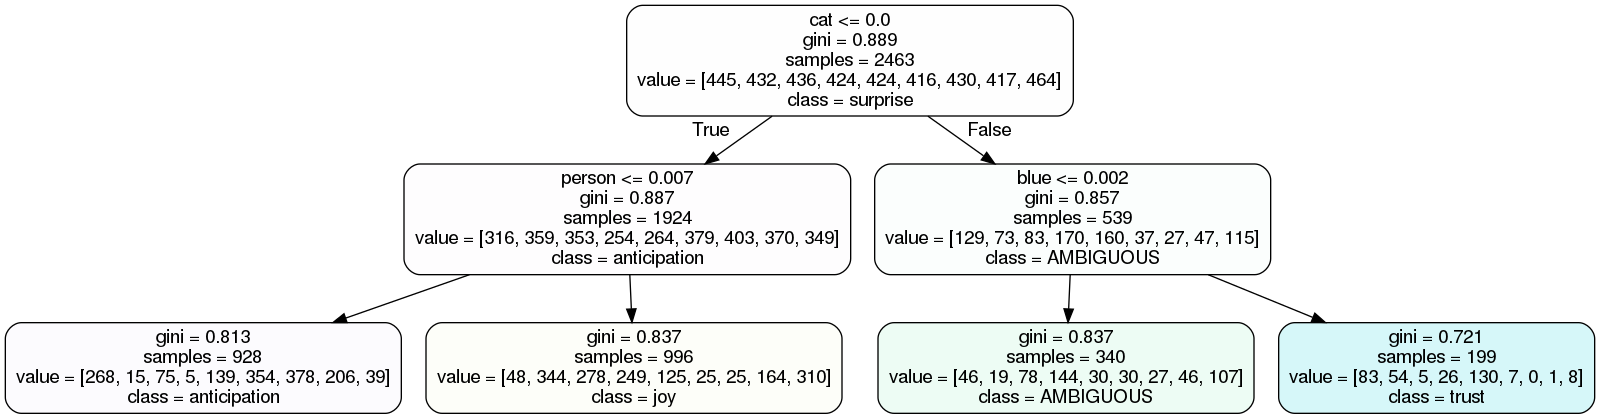 cat <= 0.0
gini = 0.889
samples = 2463
value = [445, 432, 436, 424, 424, 416, 430, 417, 464]
class = surprise
True
False
person <= 0.007
gini = 0.887
samples = 1924
value = [316, 359, 353, 254, 264, 379, 403, 370, 349]
class = anticipation
blue <= 0.002
gini = 0.857
samples = 539
value = [129, 73, 83, 170, 160, 37, 27, 47, 115]
class = AMBIGUOUS
gini = 0.813
samples = 928
value = [268, 15, 75, 5, 139, 354, 378, 206, 39]
class = anticipation
gini = 0.837
samples = 996
value = [48, 344, 278, 249, 125, 25, 25, 164, 310]
class = joy
gini = 0.837
samples = 340
value = [46, 19, 78, 144, 30, 30, 27, 46, 107]
class = AMBIGUOUS
gini = 0.721
samples = 199
value = [83, 54, 5, 26, 130, 7, 0, 1, 8]
class = trust